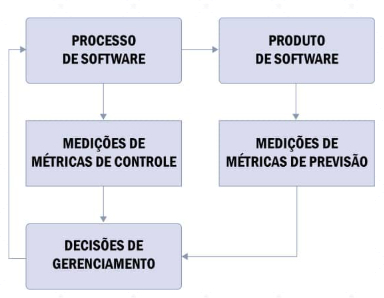 PROCESSO
DE SOFTWARE
PRODUTO
DE SOFTWARE
MEDIÇÕES DE
MÉTRICAS DE CONTROLE
MEDIÇÕES DE
MÉTRICAS DE PREVISÃO
DECISÕES DE
GERENCIAMENTO